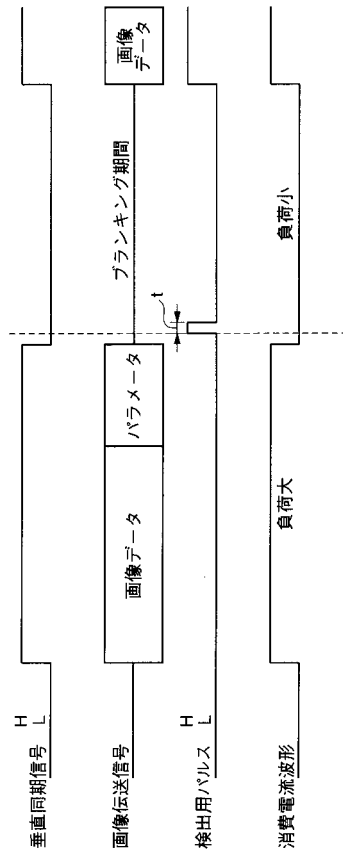 垂直同期信号 H
L
画像伝送信号
画像データ
パラメータ
ブランキング期間
画像
データ
検出用パルス H
L
t
消費電流波形
負荷大
負荷小